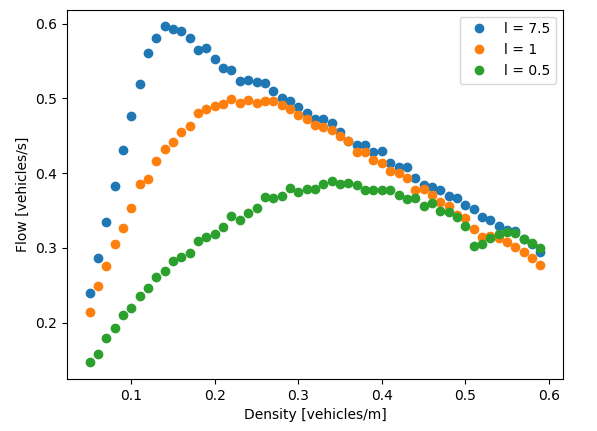 0.6
0.5
0.4
0.3
0.2
Flow [vehicles/s]
l = 7.5
l = 1
l = 0.5
0.1 0.2 0.3 0.4 0.5 0.6
Density [vehicles/m]